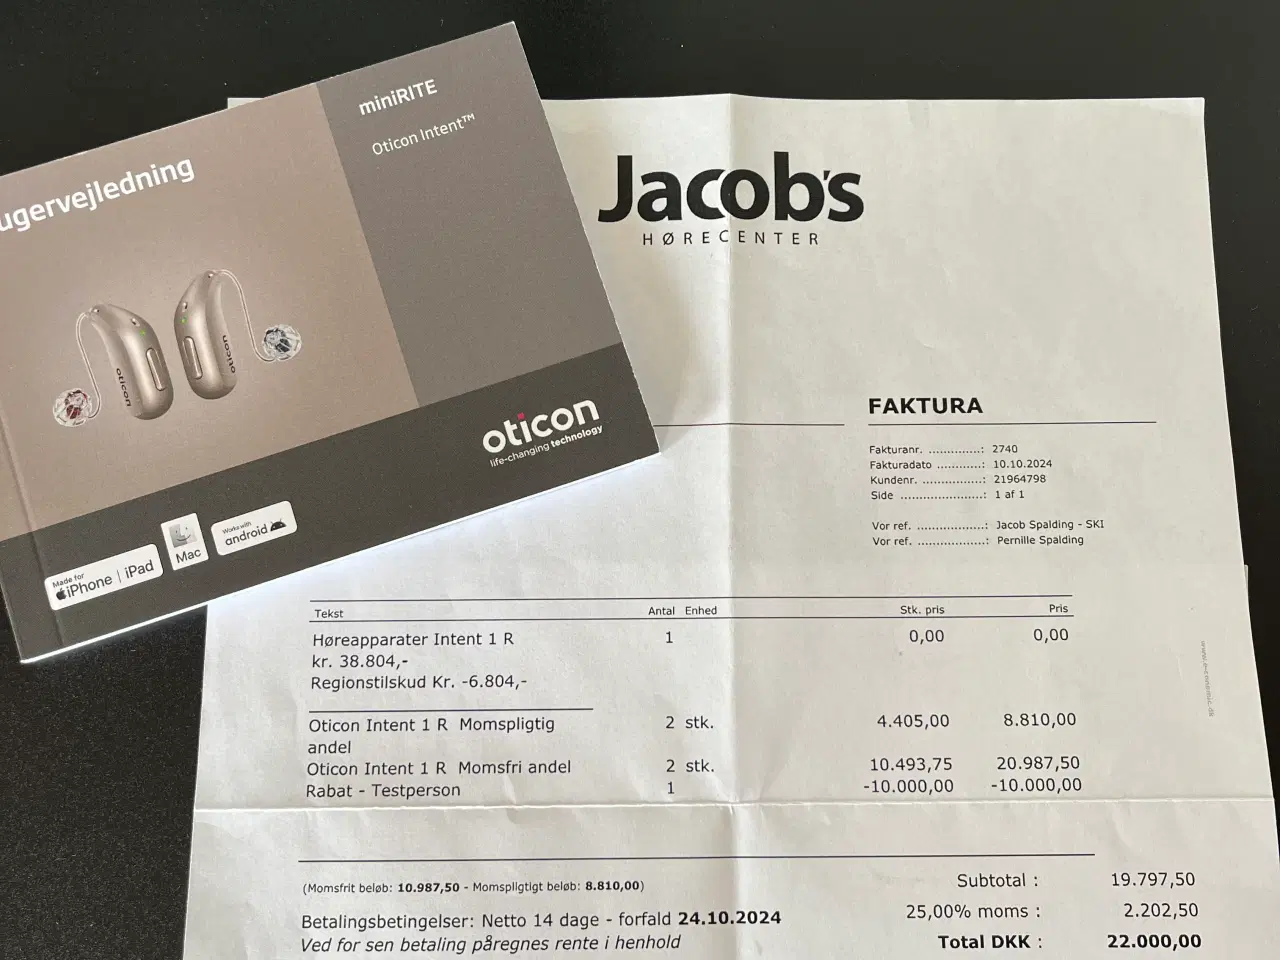 miniRITE
Oticon Intent™
ugervejledning
oticon
oticon
oticon
life-changing technology
Made for
iPhone | iPad
Mac
Works with
android
Jacob's
HØRECENTER
FAKTURA
Fakturanr. ..............: 2740
Fakturadato ............: 10.10.2024
Kundenr. ................: 21964798
Side ......................: 1 af 1
Vor ref. ..................: Jacob Spalding - SKI
Vor ref. ..................: Pernille Spalding
Tekst Antal Enhed Stk. pris Pris
Høreapparater Intent 1 R 1 0,00 0,00
kr. 38.804,-
Regionstilskud Kr. -6.804,-
Oticon Intent 1 R Momspligtig 2 stk. 4.405,00 8.810,00
andel
Oticon Intent 1 R Momsfri andel 2 stk. 10.493,75 20.987,50
Rabat - Testperson 1 -10.000,00 -10.000,00
(Momsfrit beløb: 10.987,50 - Momspligtigt beløb: 8.810,00)
Subtotal : 19.797,50
25,00% moms : 2.202,50
Total DKK : 22.000,00
Betalingsbetingelser: Netto 14 dage - forfald 24.10.2024
Ved for sen betaling påregnes rente i henhold